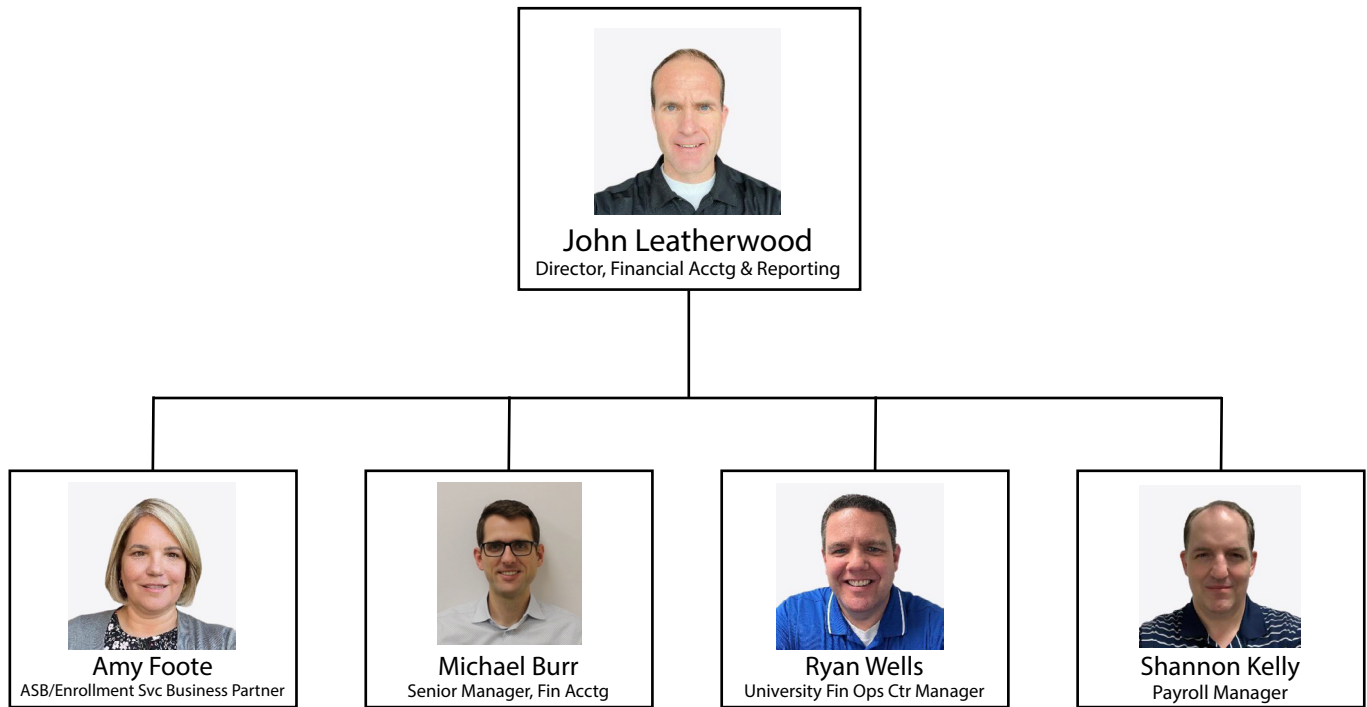 John Leatherwood
Director, Financial Acctg & Reporting
Amy Foote
ASB/Enrollment Svc Business Partner
Michael Burr
Senior Manager, Fin Acctg
Ryan Wells
University Fin Ops Ctr Manager
Shannon Kelly
Payroll Manager